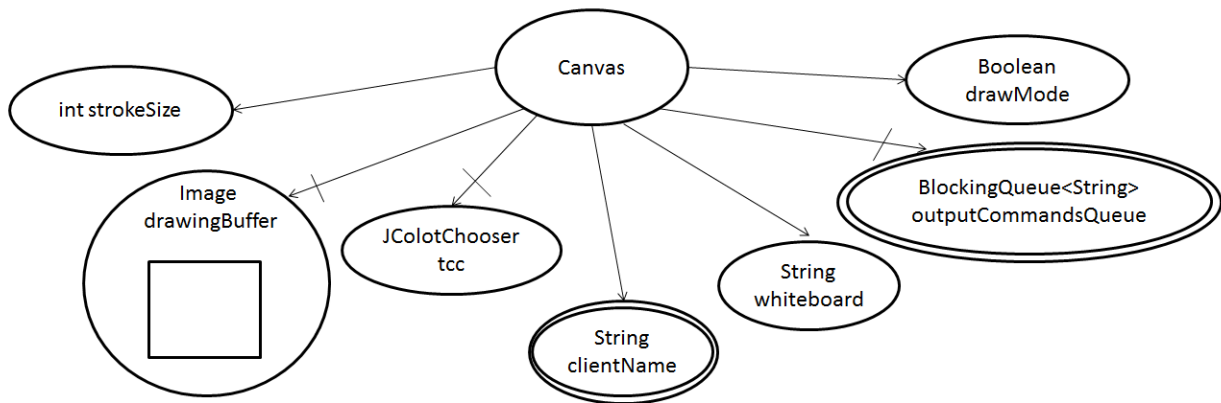 Canvas
Boolean
drawMode
int strokeSize
Image
drawingBuffer
BlockingQueue<String>
outputCommandsQueue
JColotChooser
tcc
String
whiteboard
String
clientName